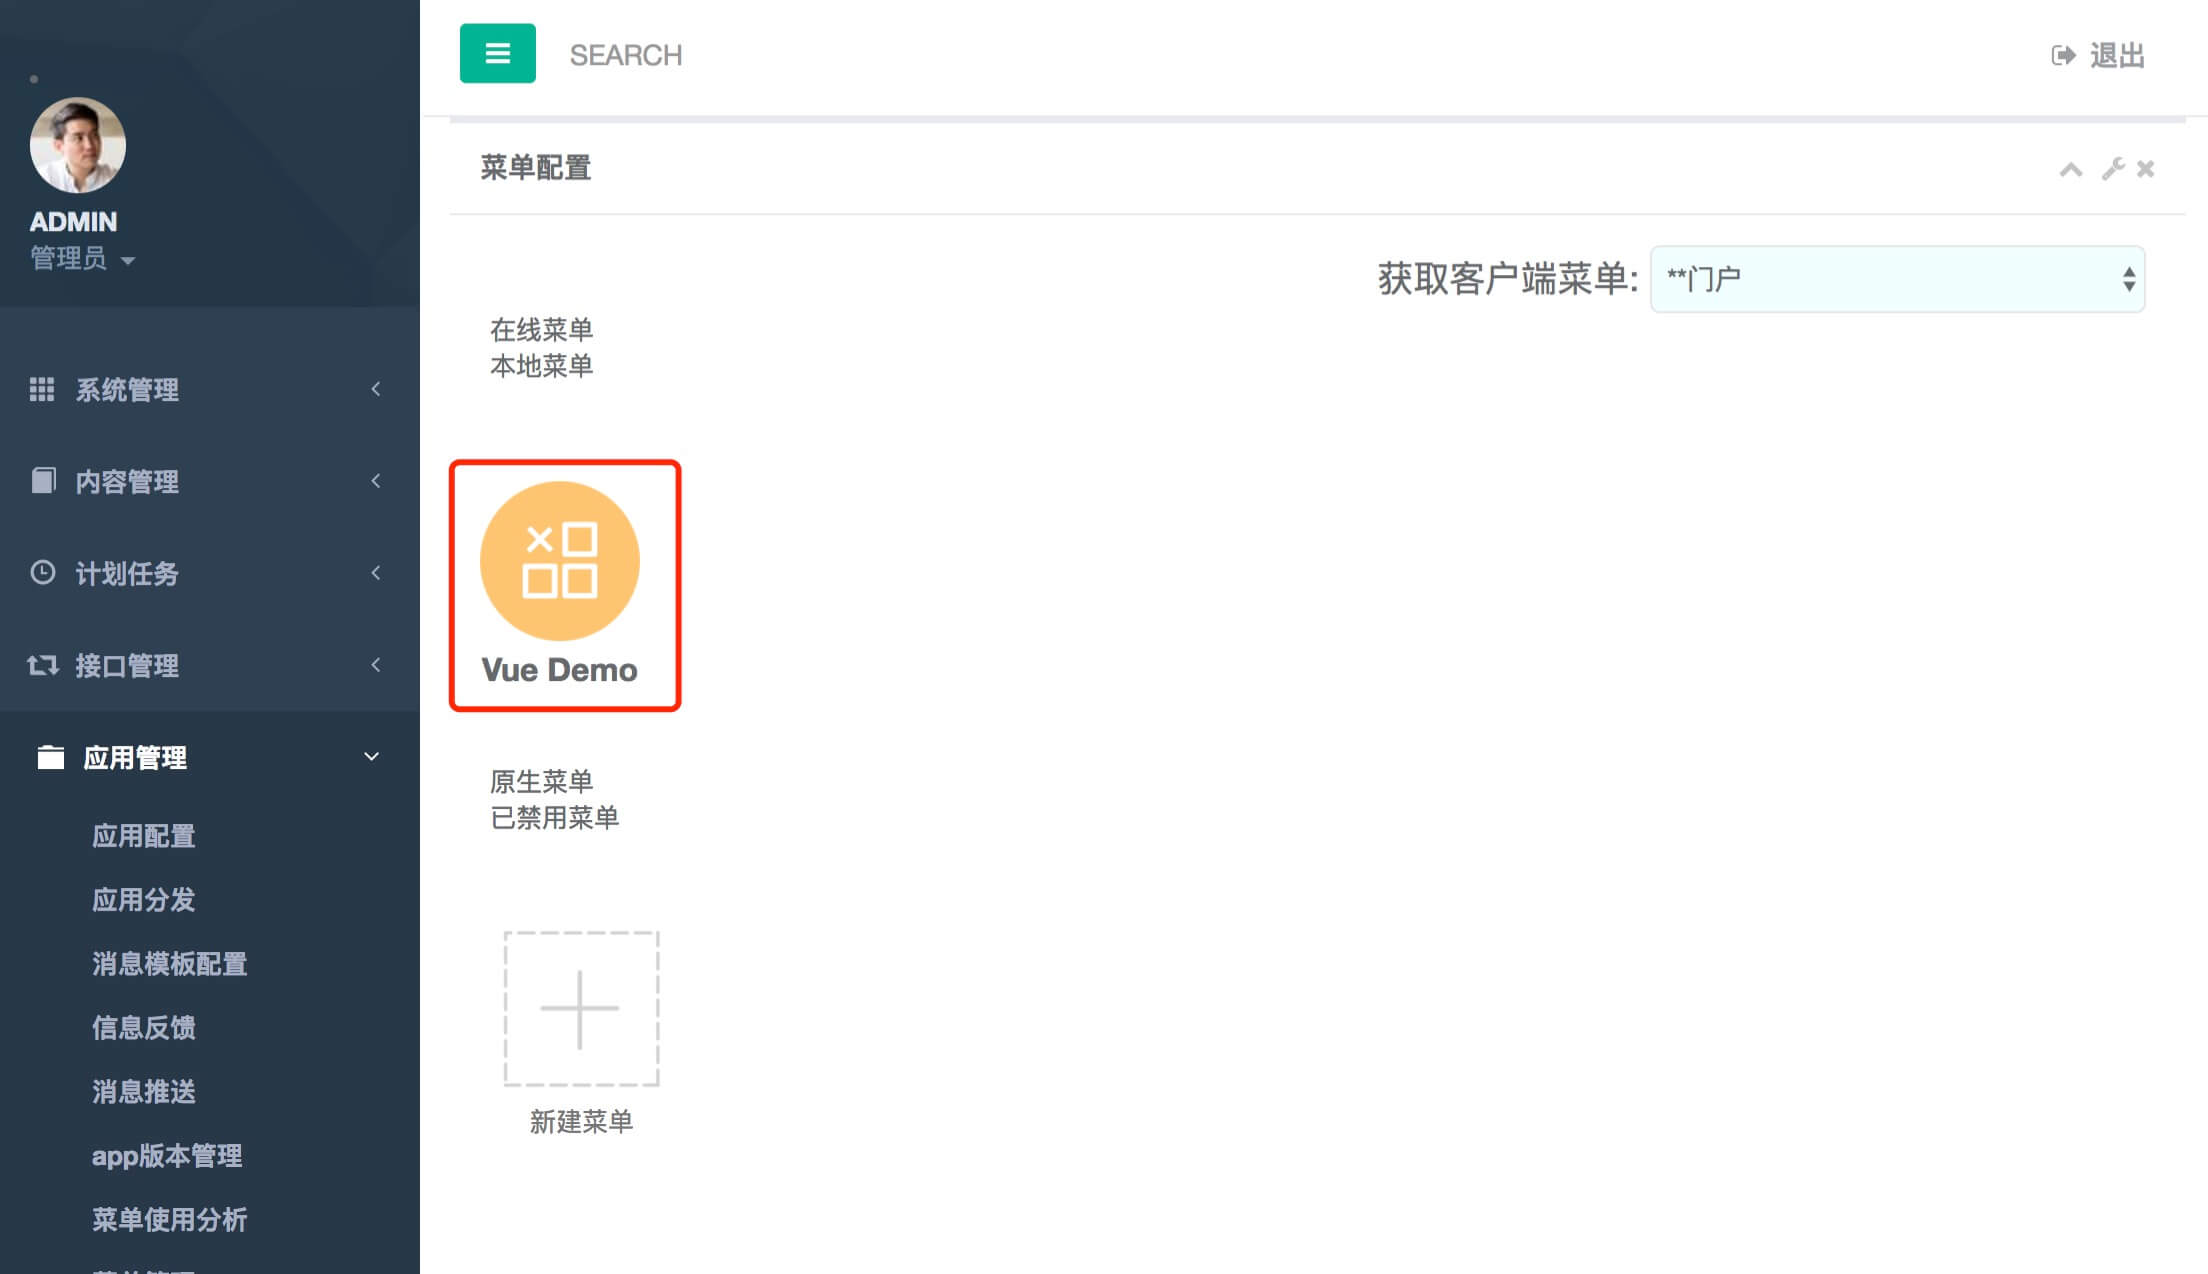 ADMIN
管理员
系统管理
内容管理
计划任务
接口管理
应用管理
应用配置
应用分发
消息模板配置
信息反馈
消息推送
app版本管理
菜单使用分析
SEARCH
退出
菜单配置
获取客户端菜单:
**门户
在线菜单
本地菜单
Vue Demo
原生菜单
已禁用菜单
新建菜单